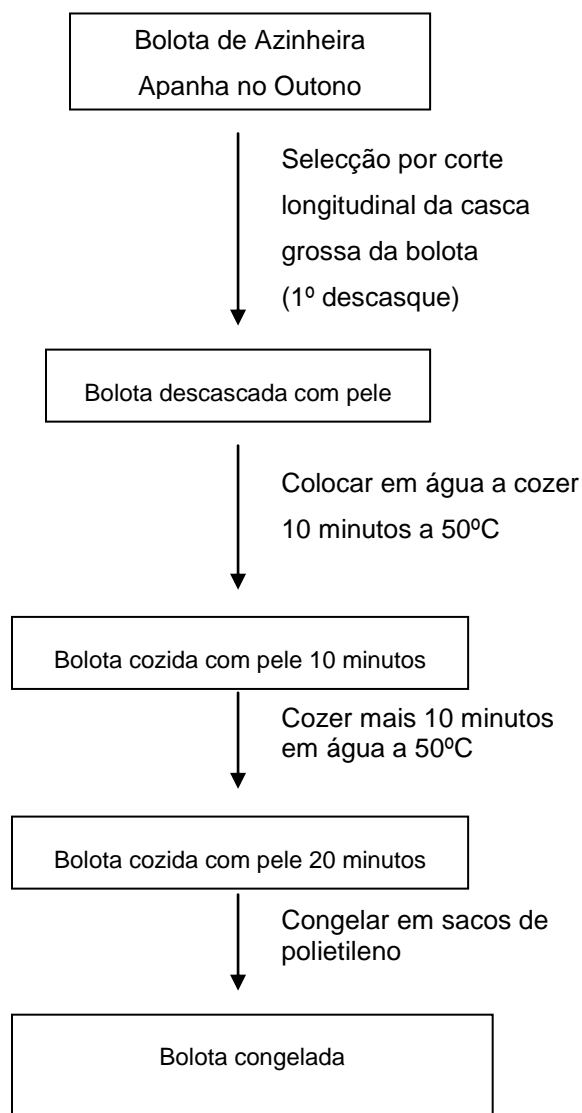 Bolota de Azinheira
Apanha no Outono
Selecção por corte
longitudinal da casca
grossa da bolota
(1º descasque)
Bolota descascada com pele
Colocar em água a cozer
10 minutos a 50ºC
Bolota cozida com pele 10 minutos
Cozer mais 10 minutos
em água a 50ºC
Bolota cozida com pele 20 minutos
Congelar em sacos de
polietileno
Bolota congelada